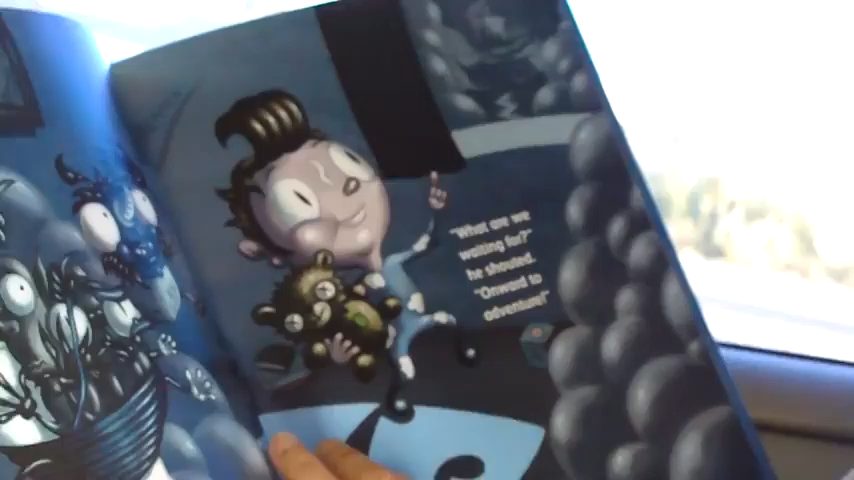 "What are we
waiting for?"
he shouted.
"Onward to
adventure!"